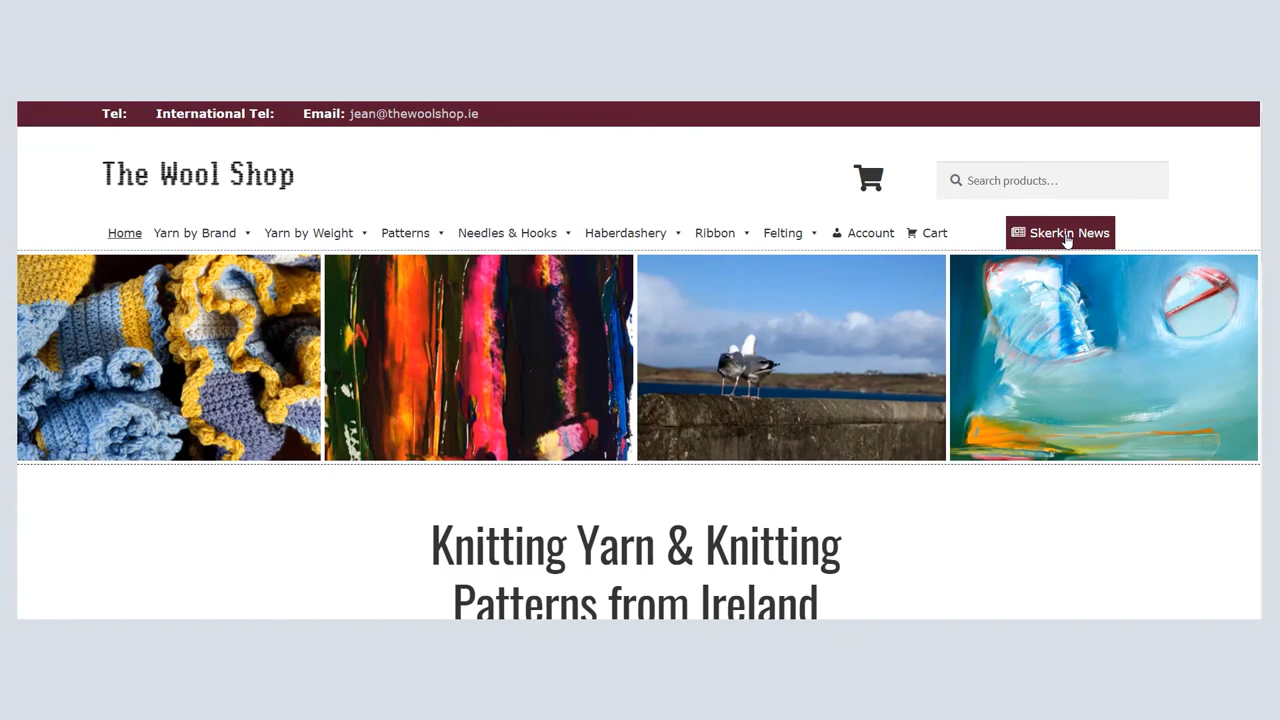 Tel: International Tel: Email: jean@thewoolshop.ie
The Wool Shop
Search products...
Home Yarn by Brand Yarn by Weight Patterns Needles & Hooks Haberdashery Ribbon Felting Account Cart Skerkin News
Knitting Yarn & Knitting
Patterns from Ireland